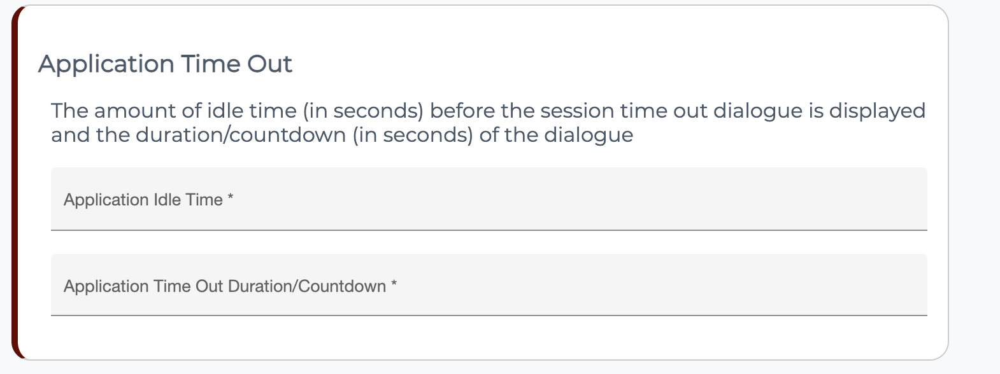 Application Time Out
The amount of idle time (in seconds) before the session time out dialogue is displayed
and the duration/countdown (in seconds) of the dialogue
Application Idle Time *
Application Time Out Duration/Countdown *